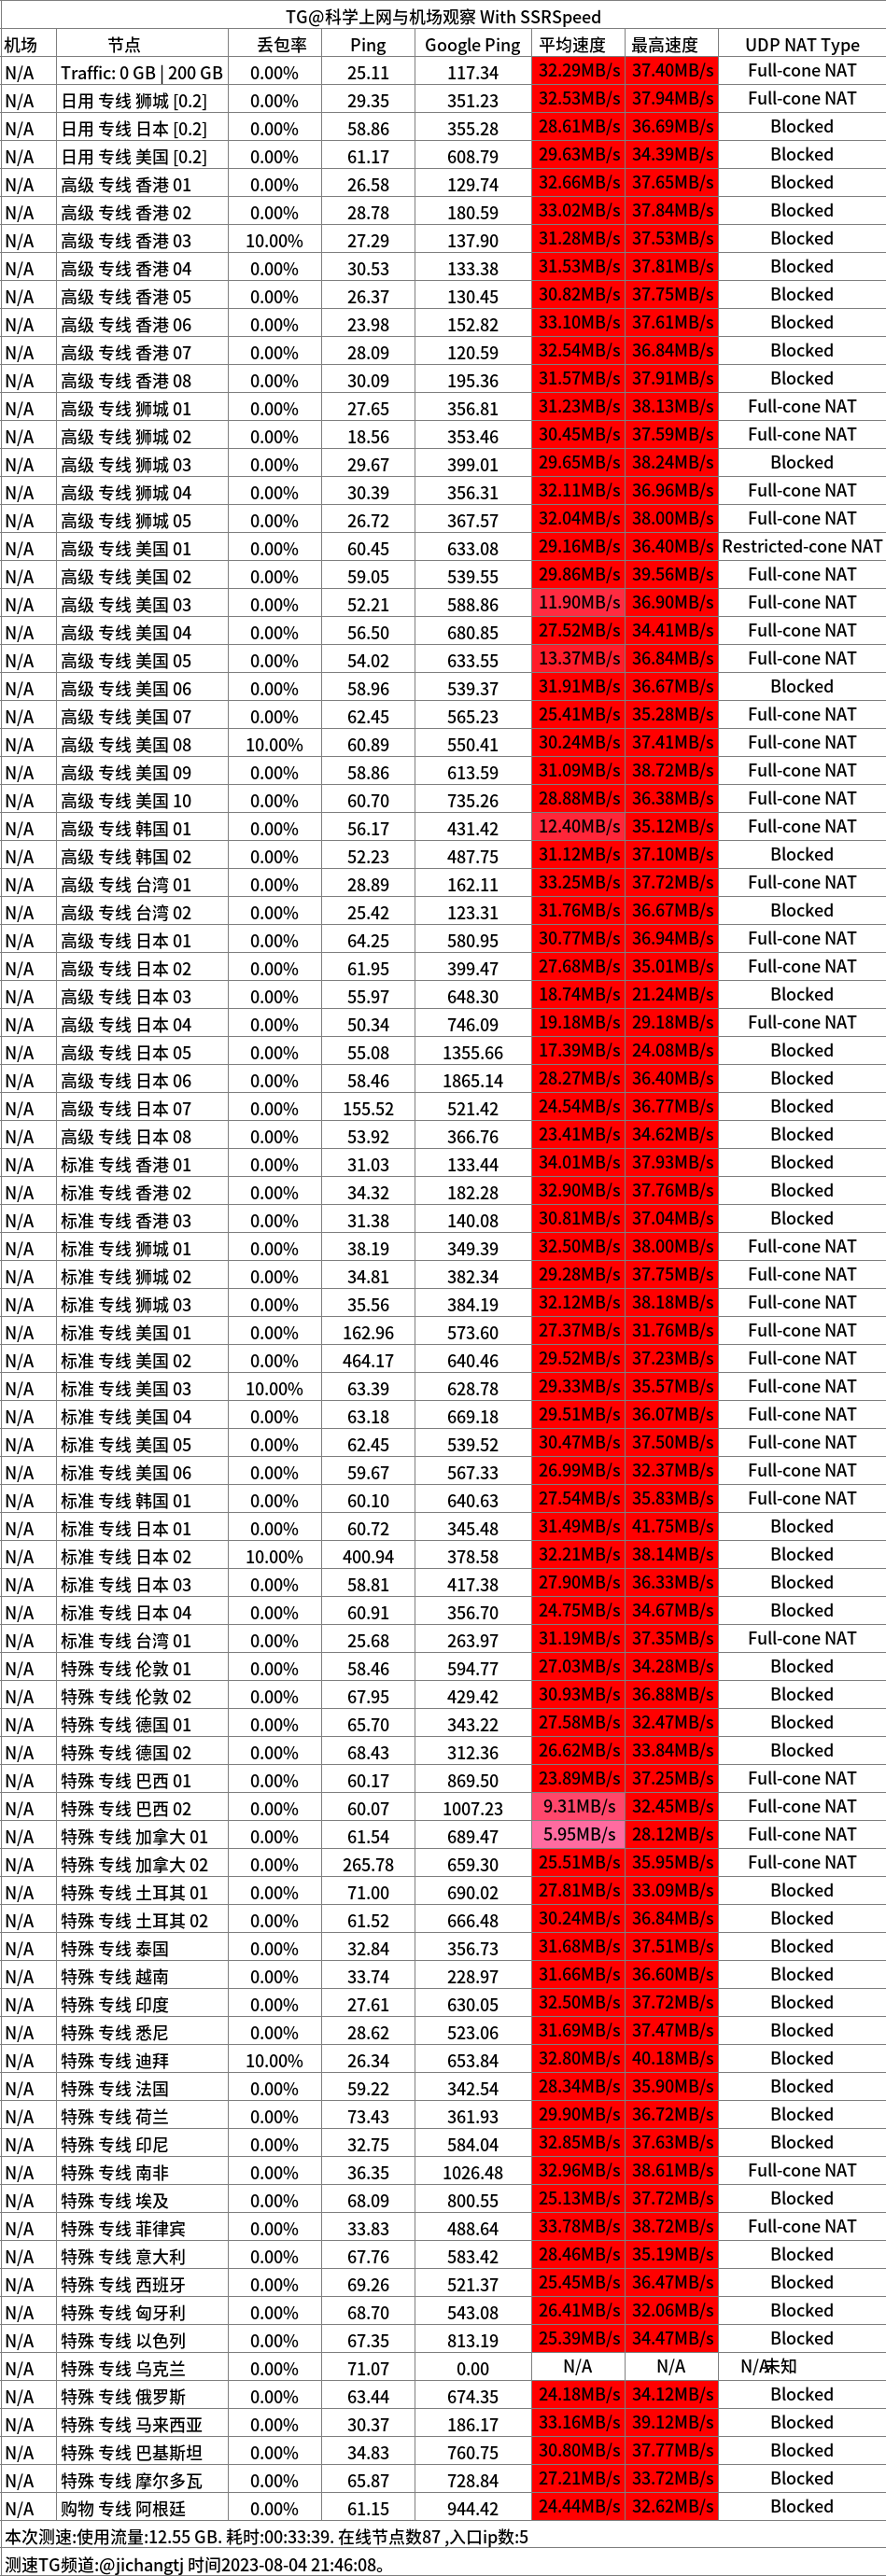 TG@科学上网与机场观察 With SSRSpeed
机场 节点 丢包率 Ping Google Ping 平均速度 最高速度 UDP NAT Type
N/A Traffic: 0 GB | 200 GB 0.00% 25.11 117.34 32.29MB/s 37.40MB/s Full-cone NAT
N/A 日用 专线 狮城 [0.2] 0.00% 29.35 351.23 32.53MB/s 37.94MB/s Full-cone NAT
N/A 日用 专线 日本 [0.2] 0.00% 58.86 355.28 28.61MB/s 36.69MB/s Blocked
N/A 日用 专线 美国 [0.2] 0.00% 61.17 608.79 29.63MB/s 34.39MB/s Blocked
N/A 高级 专线 香港 01 0.00% 26.58 129.74 32.66MB/s 37.65MB/s Blocked
N/A 高级 专线 香港 02 0.00% 28.78 180.59 33.02MB/s 37.84MB/s Blocked
N/A 高级 专线 香港 03 10.00% 27.29 137.90 31.28MB/s 37.53MB/s Blocked
N/A 高级 专线 香港 04 0.00% 30.53 133.38 31.53MB/s 37.81MB/s Blocked
N/A 高级 专线 香港 05 0.00% 26.37 130.45 30.82MB/s 37.75MB/s Blocked
N/A 高级 专线 香港 06 0.00% 23.98 152.82 33.10MB/s 37.61MB/s Blocked
N/A 高级 专线 香港 07 0.00% 28.09 120.59 32.54MB/s 36.84MB/s Blocked
N/A 高级 专线 香港 08 0.00% 30.09 195.36 31.57MB/s 37.91MB/s Blocked
N/A 高级 专线 狮城 01 0.00% 27.65 356.81 31.23MB/s 38.13MB/s Full-cone NAT
N/A 高级 专线 狮城 02 0.00% 18.56 353.46 30.45MB/s 37.59MB/s Full-cone NAT
N/A 高级 专线 狮城 03 0.00% 29.67 399.01 29.65MB/s 38.24MB/s Blocked
N/A 高级 专线 狮城 04 0.00% 30.39 356.31 32.11MB/s 36.96MB/s Full-cone NAT
N/A 高级 专线 狮城 05 0.00% 26.72 367.57 32.04MB/s 38.00MB/s Full-cone NAT
N/A 高级 专线 美国 01 0.00% 60.45 633.08 29.16MB/s 36.40MB/s Restricted-cone NAT
N/A 高级 专线 美国 02 0.00% 59.05 539.55 29.86MB/s 39.56MB/s Full-cone NAT
N/A 高级 专线 美国 03 0.00% 52.21 588.86 11.90MB/s 36.90MB/s Full-cone NAT
N/A 高级 专线 美国 04 0.00% 56.50 680.85 27.52MB/s 34.41MB/s Full-cone NAT
N/A 高级 专线 美国 05 0.00% 54.02 633.55 13.37MB/s 36.84MB/s Full-cone NAT
N/A 高级 专线 美国 06 0.00% 58.96 539.37 31.91MB/s 36.67MB/s Blocked
N/A 高级 专线 美国 07 0.00% 62.45 565.23 25.41MB/s 35.28MB/s Full-cone NAT
N/A 高级 专线 美国 08 10.00% 60.89 550.41 30.24MB/s 37.41MB/s Full-cone NAT
N/A 高级 专线 美国 09 0.00% 58.86 613.59 31.09MB/s 38.72MB/s Full-cone NAT
N/A 高级 专线 美国 10 0.00% 60.70 735.26 28.88MB/s 36.38MB/s Full-cone NAT
N/A 高级 专线 韩国 01 0.00% 56.17 431.42 12.40MB/s 35.12MB/s Full-cone NAT
N/A 高级 专线 韩国 02 0.00% 52.23 487.75 31.12MB/s 37.10MB/s Blocked
N/A 高级 专线 台湾 01 0.00% 28.89 162.11 33.25MB/s 37.72MB/s Full-cone NAT
N/A 高级 专线 台湾 02 0.00% 25.42 123.31 31.76MB/s 36.67MB/s Blocked
N/A 高级 专线 日本 01 0.00% 64.25 580.95 30.77MB/s 36.94MB/s Full-cone NAT
N/A 高级 专线 日本 02 0.00% 61.95 399.47 27.68MB/s 35.01MB/s Full-cone NAT
N/A 高级 专线 日本 03 0.00% 55.97 648.30 18.74MB/s 21.24MB/s Blocked
N/A 高级 专线 日本 04 0.00% 50.34 746.09 19.18MB/s 29.18MB/s Full-cone NAT
N/A 高级 专线 日本 05 0.00% 55.08 1355.66 17.39MB/s 24.08MB/s Blocked
N/A 高级 专线 日本 06 0.00% 58.46 1865.14 28.27MB/s 36.40MB/s Blocked
N/A 高级 专线 日本 07 0.00% 155.52 521.42 24.54MB/s 36.77MB/s Blocked
N/A 高级 专线 日本 08 0.00% 53.92 366.76 23.41MB/s 34.62MB/s Blocked
N/A 标准 专线 香港 01 0.00% 31.03 133.44 34.01MB/s 37.93MB/s Blocked
N/A 标准 专线 香港 02 0.00% 34.32 182.28 32.90MB/s 37.76MB/s Blocked
N/A 标准 专线 香港 03 0.00% 31.38 140.08 30.81MB/s 37.04MB/s Blocked
N/A 标准 专线 狮城 01 0.00% 38.19 349.39 32.50MB/s 38.00MB/s Full-cone NAT
N/A 标准 专线 狮城 02 0.00% 34.81 382.34 29.28MB/s 37.75MB/s Full-cone NAT
N/A 标准 专线 狮城 03 0.00% 35.56 384.19 32.12MB/s 38.18MB/s Full-cone NAT
N/A 标准 专线 美国 01 0.00% 162.96 573.60 27.37MB/s 31.76MB/s Full-cone NAT
N/A 标准 专线 美国 02 0.00% 464.17 640.46 29.52MB/s 37.23MB/s Full-cone NAT
N/A 标准 专线 美国 03 10.00% 63.39 628.78 29.33MB/s 35.57MB/s Full-cone NAT
N/A 标准 专线 美国 04 0.00% 63.18 669.18 29.51MB/s 36.07MB/s Full-cone NAT
N/A 标准 专线 美国 05 0.00% 62.45 539.52 30.47MB/s 37.50MB/s Full-cone NAT
N/A 标准 专线 美国 06 0.00% 59.67 567.33 26.99MB/s 32.37MB/s Full-cone NAT
N/A 标准 专线 韩国 01 0.00% 60.10 640.63 27.54MB/s 35.83MB/s Full-cone NAT
N/A 标准 专线 日本 01 0.00% 60.72 345.48 31.49MB/s 41.75MB/s Blocked
N/A 标准 专线 日本 02 10.00% 400.94 378.58 32.21MB/s 38.14MB/s Blocked
N/A 标准 专线 日本 03 0.00% 58.81 417.38 27.90MB/s 36.33MB/s Blocked
N/A 标准 专线 日本 04 0.00% 60.91 356.70 24.75MB/s 34.67MB/s Blocked
N/A 标准 专线 台湾 01 0.00% 25.68 263.97 31.19MB/s 37.35MB/s Full-cone NAT
N/A 特殊 专线 伦敦 01 0.00% 58.46 594.77 27.03MB/s 34.28MB/s Blocked
N/A 特殊 专线 伦敦 02 0.00% 67.95 429.42 30.93MB/s 36.88MB/s Blocked
N/A 特殊 专线 德国 01 0.00% 65.70 343.22 27.58MB/s 32.47MB/s Blocked
N/A 特殊 专线 德国 02 0.00% 68.43 312.36 26.62MB/s 33.84MB/s Blocked
N/A 特殊 专线 巴西 01 0.00% 60.17 869.50 23.89MB/s 37.25MB/s Full-cone NAT
N/A 特殊 专线 巴西 02 0.00% 60.07 1007.23 9.31MB/s 32.45MB/s Full-cone NAT
N/A 特殊 专线 加拿大 01 0.00% 61.54 689.47 5.95MB/s 28.12MB/s Full-cone NAT
N/A 特殊 专线 加拿大 02 0.00% 265.78 659.30 25.51MB/s 35.95MB/s Full-cone NAT
N/A 特殊 专线 土耳其 01 0.00% 71.00 690.02 27.81MB/s 33.09MB/s Blocked
N/A 特殊 专线 土耳其 02 0.00% 61.52 666.48 30.24MB/s 36.84MB/s Blocked
N/A 特殊 专线 泰国 0.00% 32.84 356.73 31.68MB/s 37.51MB/s Blocked
N/A 特殊 专线 越南 0.00% 33.74 228.97 31.66MB/s 36.60MB/s Blocked
N/A 特殊 专线 印度 0.00% 27.61 630.05 32.50MB/s 37.72MB/s Blocked
N/A 特殊 专线 悉尼 0.00% 28.62 523.06 31.69MB/s 37.47MB/s Blocked
N/A 特殊 专线 迪拜 10.00% 26.34 653.84 32.80MB/s 40.18MB/s Blocked
N/A 特殊 专线 法国 0.00% 59.22 342.54 28.34MB/s 35.90MB/s Blocked
N/A 特殊 专线 荷兰 0.00% 73.43 361.93 29.90MB/s 36.72MB/s Blocked
N/A 特殊 专线 印尼 0.00% 32.75 584.04 32.85MB/s 37.63MB/s Blocked
N/A 特殊 专线 南非 0.00% 36.35 1026.48 32.96MB/s 38.61MB/s Full-cone NAT
N/A 特殊 专线 埃及 0.00% 68.09 800.55 25.13MB/s 37.72MB/s Blocked
N/A 特殊 专线 菲律宾 0.00% 33.83 488.64 33.78MB/s 38.72MB/s Full-cone NAT
N/A 特殊 专线 意大利 0.00% 67.76 583.42 28.46MB/s 35.19MB/s Blocked
N/A 特殊 专线 西班牙 0.00% 69.26 521.37 25.45MB/s 36.47MB/s Blocked
N/A 特殊 专线 匈牙利 0.00% 68.70 543.08 26.41MB/s 32.06MB/s Blocked
N/A 特殊 专线 以色列 0.00% 67.35 813.19 25.39MB/s 34.47MB/s Blocked
N/A 特殊 专线 乌克兰 0.00% 71.07 0.00 N/A N/A N/A未知
N/A 特殊 专线 俄罗斯 0.00% 63.44 674.35 24.18MB/s 34.12MB/s Blocked
N/A 特殊 专线 马来西亚 0.00% 30.37 186.17 33.16MB/s 39.12MB/s Blocked
N/A 特殊 专线 巴基斯坦 0.00% 34.83 760.75 30.80MB/s 37.77MB/s Blocked
N/A 特殊 专线 摩尔多瓦 0.00% 65.87 728.84 27.21MB/s 33.72MB/s Blocked
N/A 购物 专线 阿根廷 0.00% 61.15 944.42 24.44MB/s 32.62MB/s Blocked
本次测速:使用流量:12.55 GB. 耗时:00:33:39. 在线节点数87 ,入口ip数:5
测速TG频道:@jichangtj 时间2023-08-04 21:46:08。